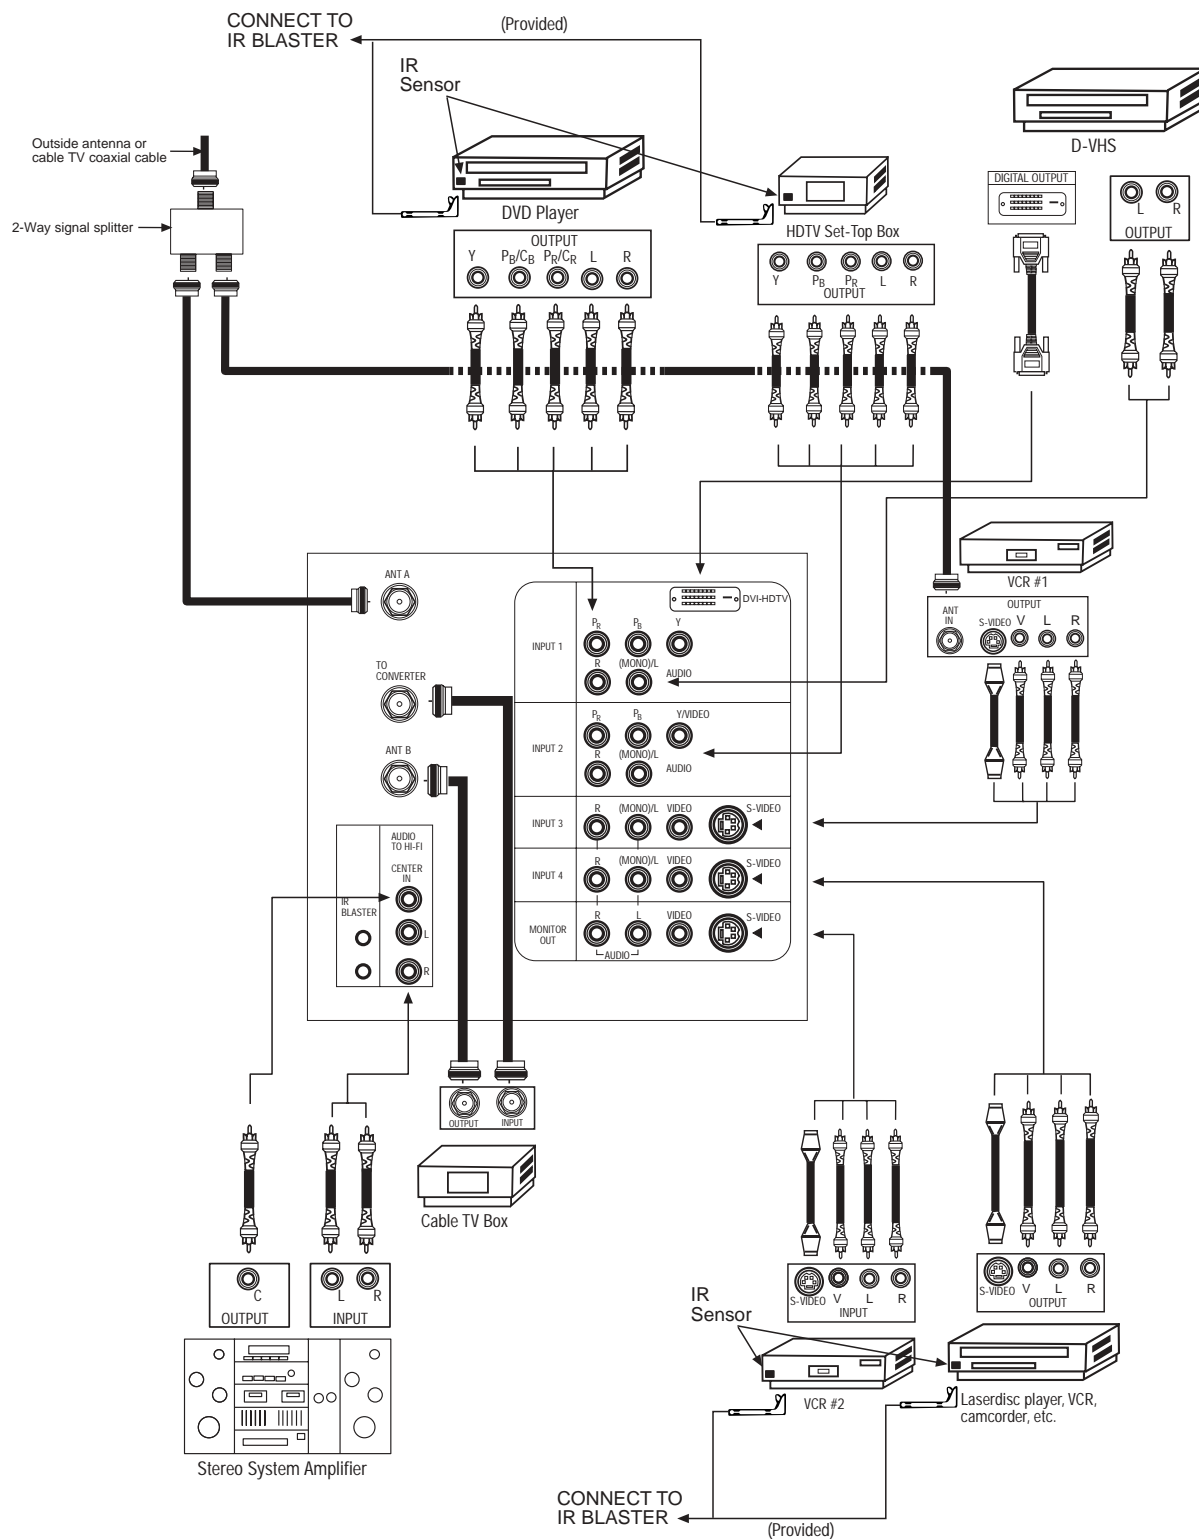 CONNECT TO
IR BLASTER
(Provided)
IR
Sensor
D-VHS
Outside antenna or
cable TV coaxial cable
2-Way signal splitter
DVD Player
OUTPUT
Y PB/CB PR/CR L R
HDTV Set-Top Box
Y PB PR L R
OUTPUT
DIGITAL OUTPUT
L R
OUTPUT
VCR #1
OUTPUT
ANT
IN
S-VIDEO V L R
ANT A
TO
CONVERTER
ANT B
DVI-HDTV
INPUT 1
PR PB Y
R (MONO)/L AUDIO
INPUT 2
PR PB Y/VIDEO
R (MONO)/L AUDIO
INPUT 3
R (MONO)/L VIDEO S-VIDEO
INPUT 4
R (MONO)/L VIDEO S-VIDEO
MONITOR
OUT
R L VIDEO S-VIDEO
AUDIO
AUDIO
TO HI-FI
CENTER
IN
IR
BLASTER
L
R
OUTPUT INPUT
Cable TV Box
C
OUTPUT
L R
INPUT
Stereo System Amplifier
S-VIDEO V L R
INPUT
S-VIDEO V L R
OUTPUT
IR
Sensor
VCR #2
Laserdisc player, VCR,
camcorder, etc.
CONNECT TO
IR BLASTER
(Provided)